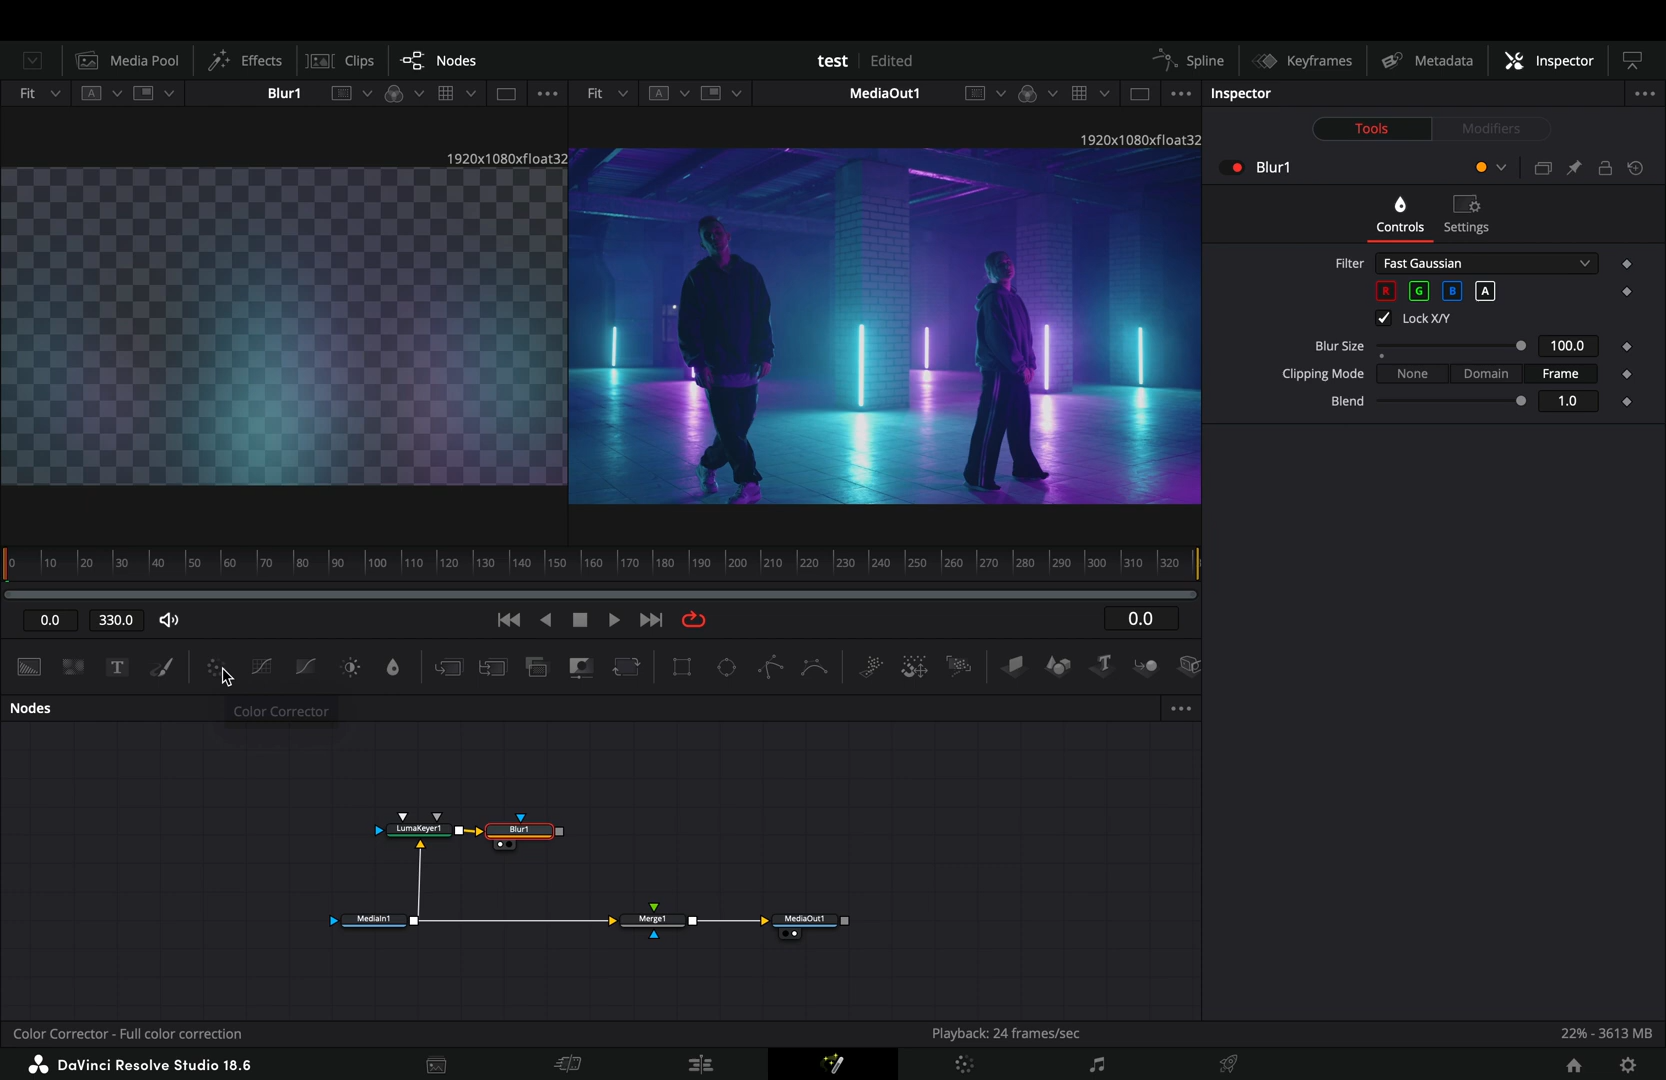 Media Pool Effects Clips Nodes test Edited Spline Keyframes Metadata Inspector
Fit A Blur1 Fit A MediaOut1 Inspector
1920x1080xfloat32
1920x1080xfloat32
Tools Modifiers
Blur1
Controls Settings
Filter Fast Gaussian
R G B A
Lock X/Y
Blur Size 100.0
Clipping Mode None Domain Frame
Blend 1.0
0 10 20 30 40 50 60 70 80 90 100 110 120 130 140 150 160 170 180 190 200 210 220 230 240 250 260 270 280 290 300 310 320
0.0 330.0 0.0
T T
Nodes
Color Corrector
LumaKeyer1 Blur1
MediaIn1 Merge1 MediaOut1
Color Corrector - Full color correction Playback: 24 frames/sec 22% - 3613 MB
DaVinci Resolve Studio 18.6